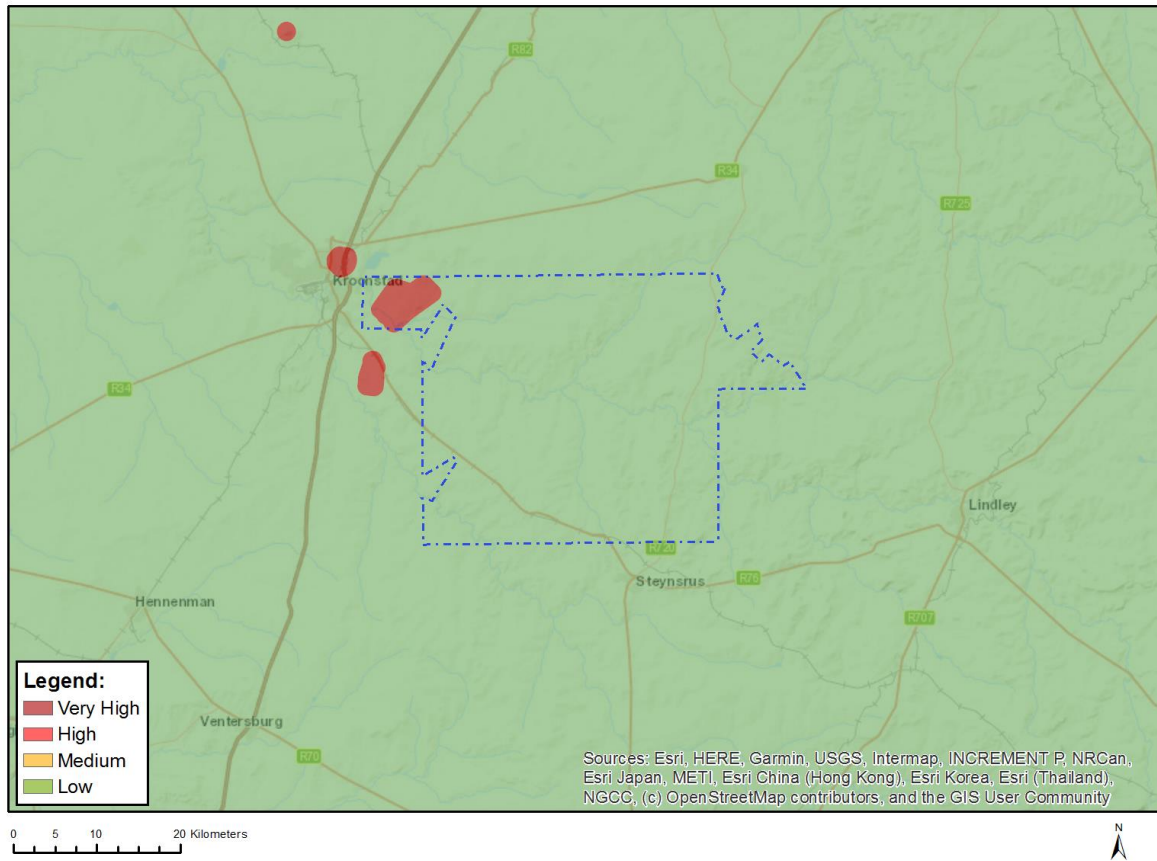 R82
R34
R725
Kroonstad
R34
Lindley
R720
Steynsrus
R76
Hennenman
R707
Legend:
Very High
High
Medium
Low
Ventersburg
R70
Sources: Esri, HERE, Garmin, USGS, Intermap, INCREMENT P, NRCan,
Esri Japan, METI, Esri China (Hong Kong), Esri Korea, Esri (Thailand),
NGCC, (c) OpenStreetMap contributors, and the GIS User Community
0 5 10 20 Kilometers
N